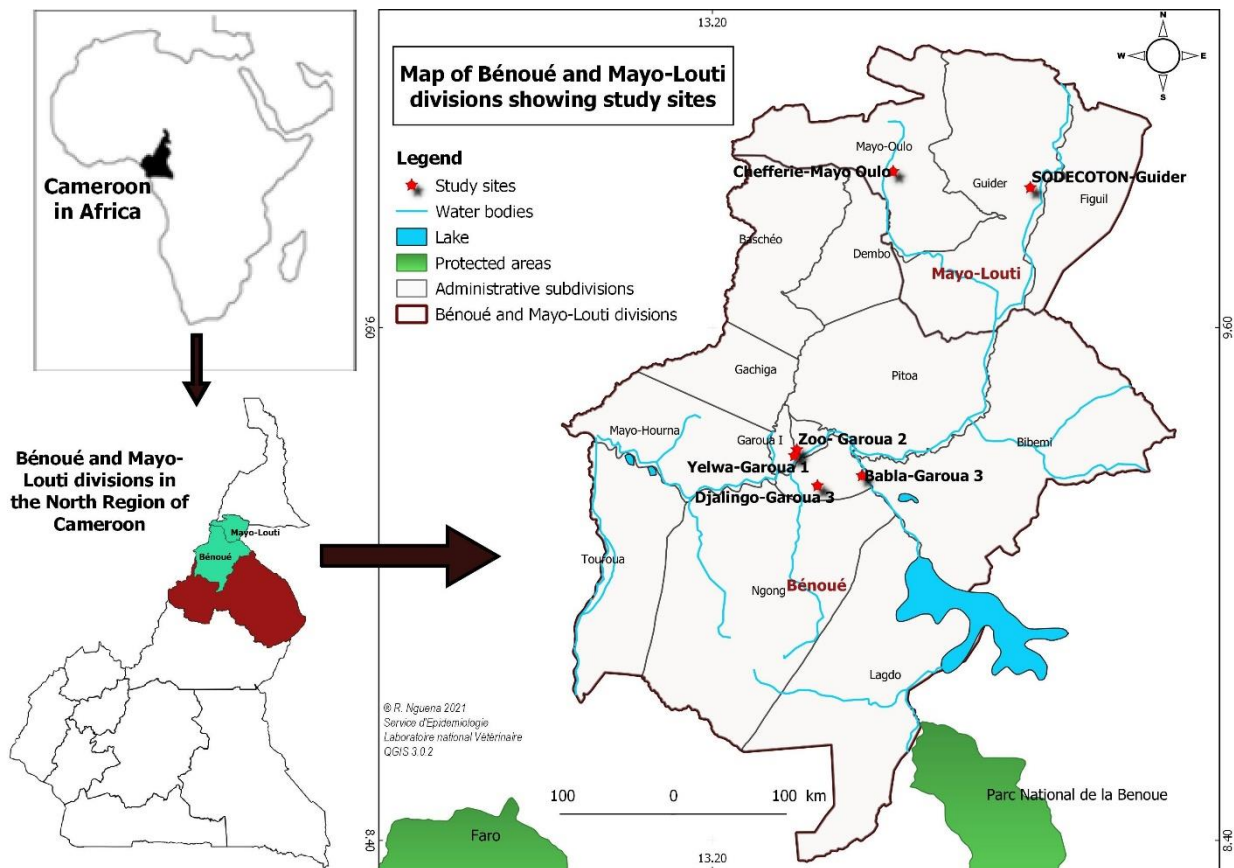 Cameroon
in Africa
Bénoué and Mayo-
Louti divisions in
the North Region of
Cameroon
Mayo-Louti
Bénoué
13.20
Map of Bénoué and Mayo-Louti
divisions showing study sites
N
W
E
S
Legend
Study sites
Water bodies
Lake
Protected areas
Administrative subdivisions
Bénoué and Mayo-Louti divisions
9.60
9.60
Mayo-Oulo
Chefferie-Mayo Oulo
Guider
SODECOTON-Guider
Figuil
Baschéo
Dembo
Mayo-Louti
Gachiga
Pitoa
Mayo-Hourna
Garoua I
Zoo- Garoua 2
Bibemi
Yelwa-Garoua 1
Babla-Garoua 3
Djalingo-Garoua 3
Touroua
Ngong
Bénoué
Lagdo
© R. Nguena 2021
Service d'Epidemiologie
Laboratoire national Vétérinaire
QGIS 3.0.2
100 0 100 km
Parc National de la Benoue
Faro
8.40
8.40
13.20